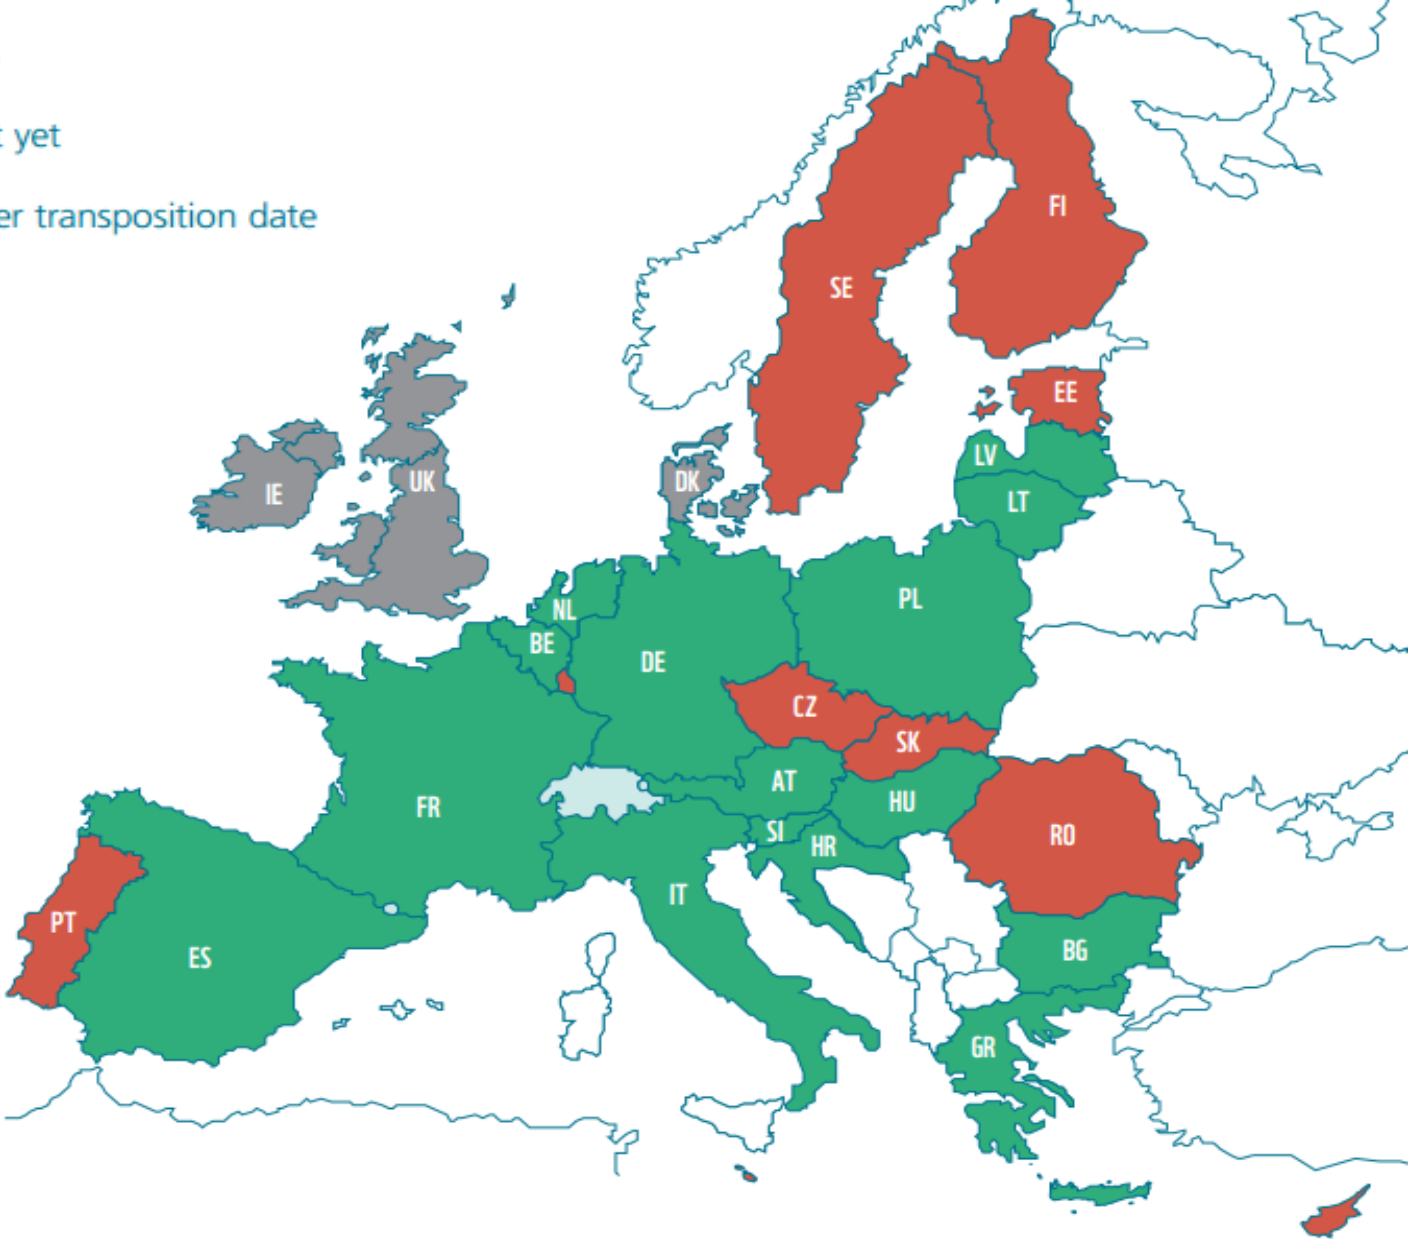 yet
er transposition date
FI
SE
EE
LV
LT
IE
UK
DK
NL
BE
DE
PL
CZ
SK
AT
HU
FR
SI
HR
RO
IT
PT
ES
BG
GR